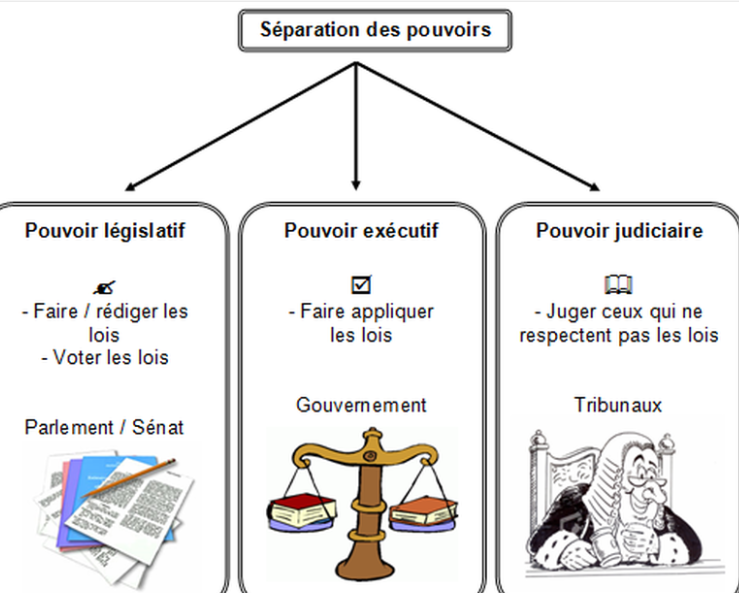 Séparation des pouvoirs
Pouvoir législatif
- Faire / rédiger les
lois
- Voter les lois
Parlement / Sénat
Pouvoir exécutif
- Faire appliquer
les lois
Gouvernement
Pouvoir judiciaire
- Juger ceux qui ne
respectent pas les lois
Tribunaux